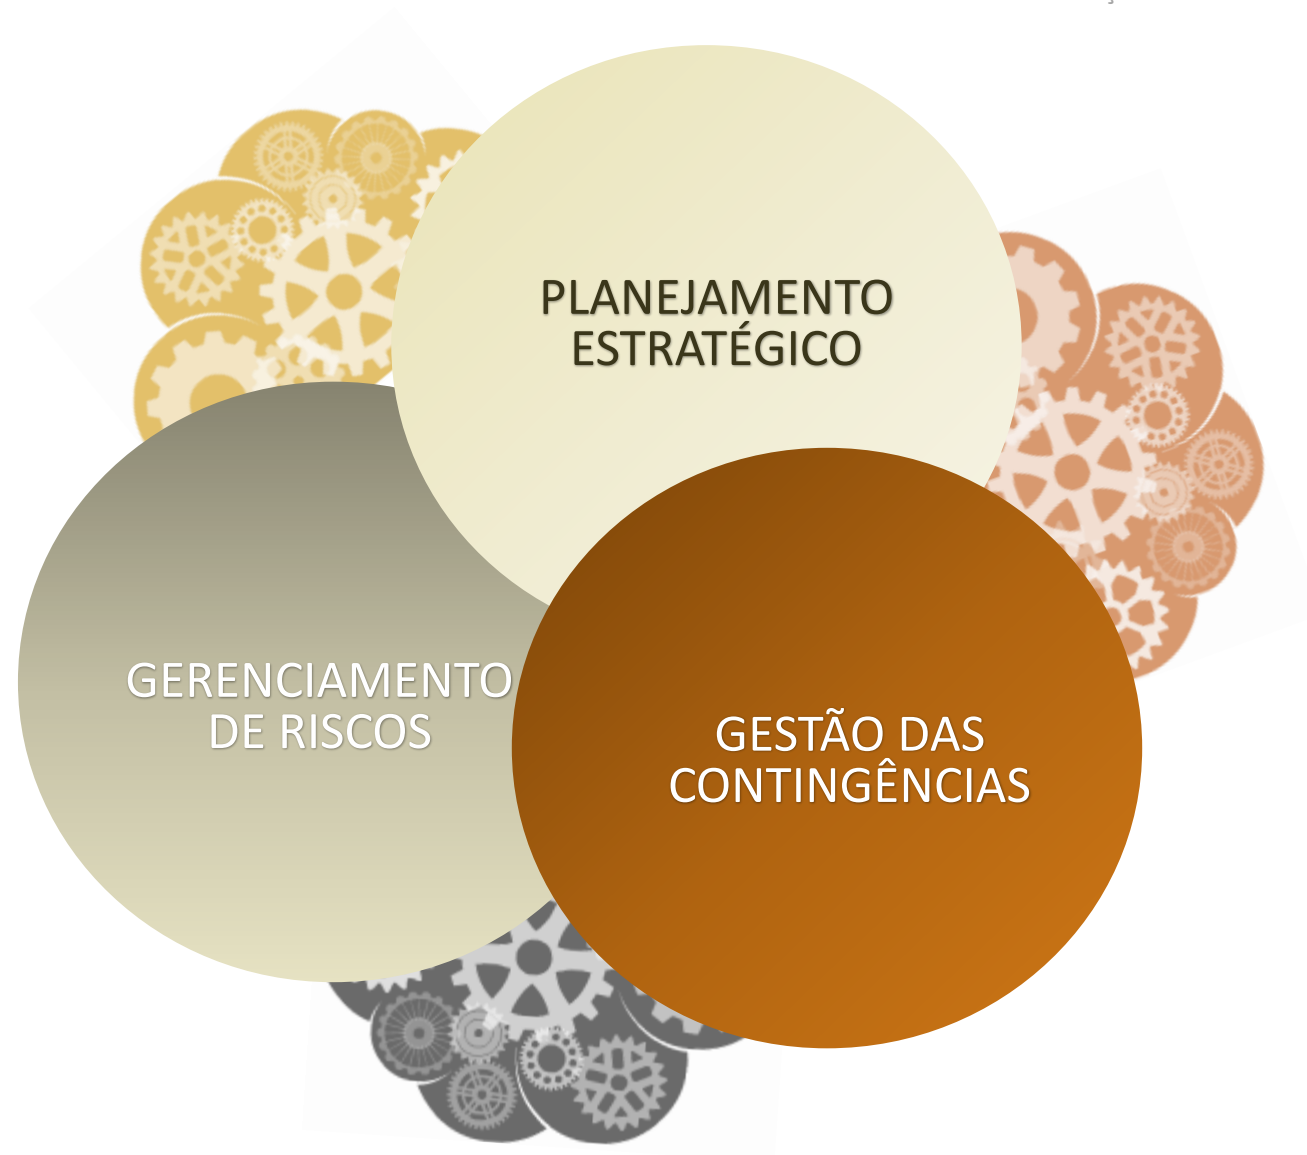 PLANEJAMENTO
ESTRATÉGICO
GERENCIAMENTO
DE RISCOS
GESTÃO DAS
CONTINGÊNCIAS